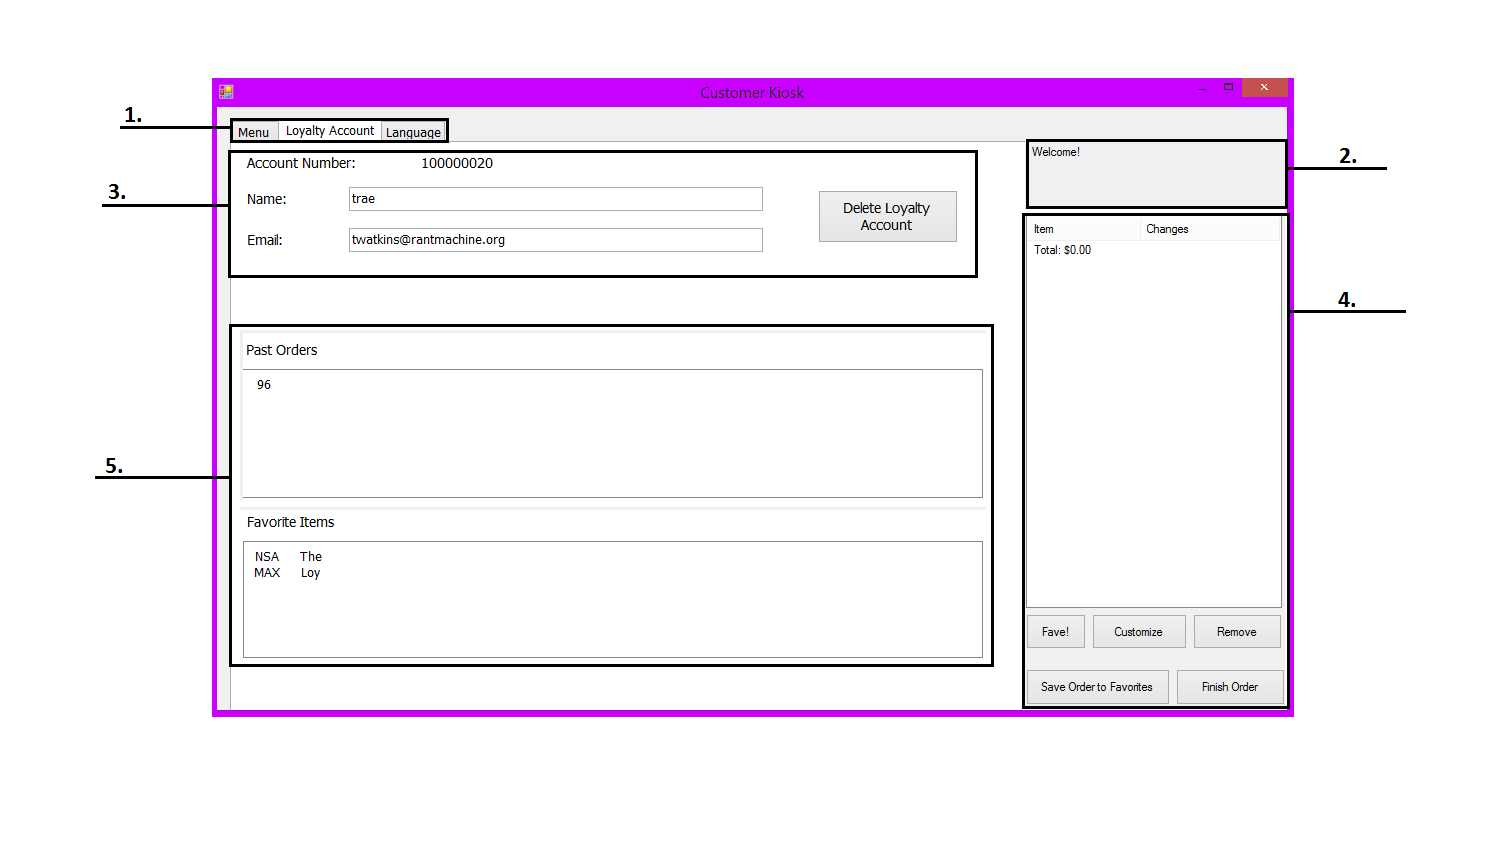 Customer Kiosk
1.
Menu Loyalty Account Language
2.
Welcome!
3.
Account Number: 100000020
Name: trae
Email: twatkins@rantmachine.org
Delete Loyalty
Account
4.
Item Changes
Total: $0.00
Fave! Customize Remove
Save Order to Favorites Finish Order
5.
Past Orders
96
Favorite Items
NSA The
MAX Loy